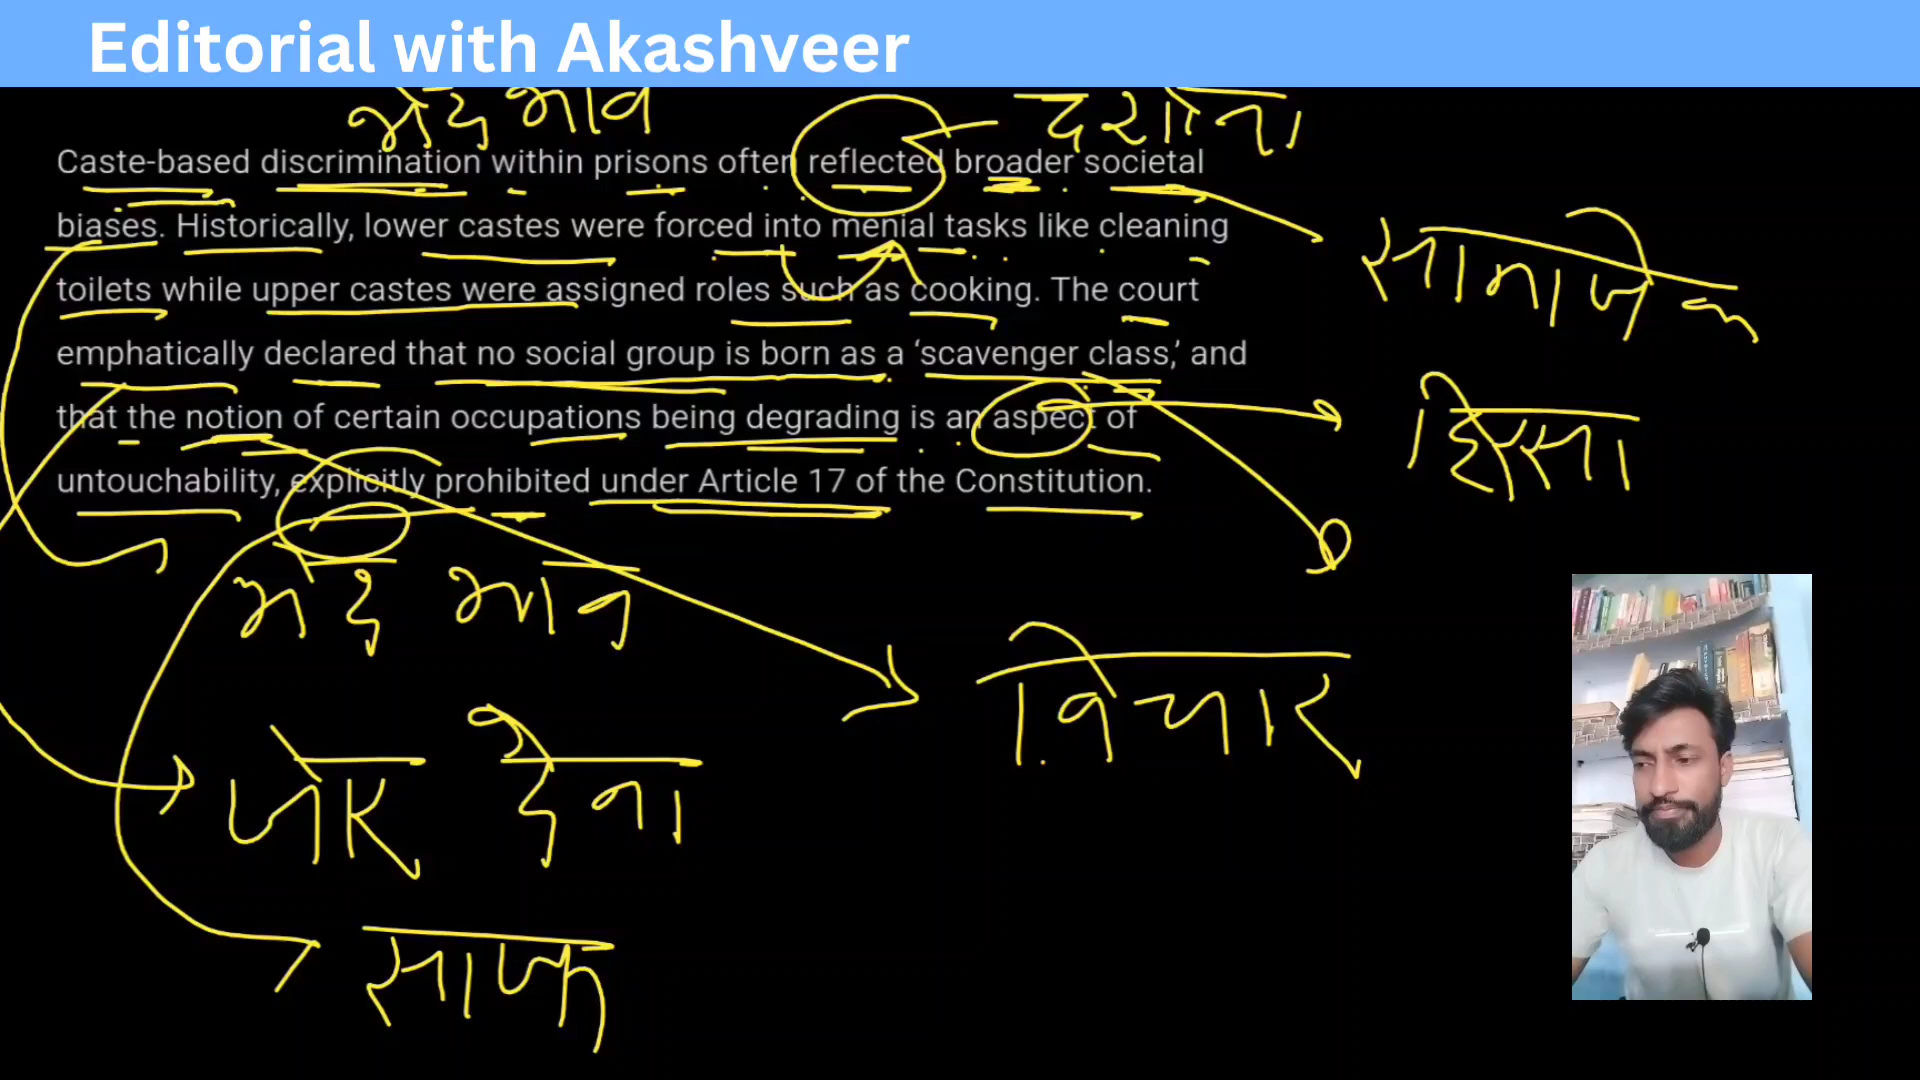 Editorial with Akashveer
भेद भाव दर्शाना
Caste-based discrimination within prisons often reflected broader societal
biases. Historically, lower castes were forced into menial tasks like cleaning
सामाजिक
toilets while upper castes were assigned roles such as cooking. The court
emphatically declared that no social group is born as a ‘scavenger class,’ and
that the notion of certain occupations being degrading is an aspect of
हिस्सा
untouchability, explicitly prohibited under Article 17 of the Constitution.
भेद भाव
विचार
जोर देना
साफ